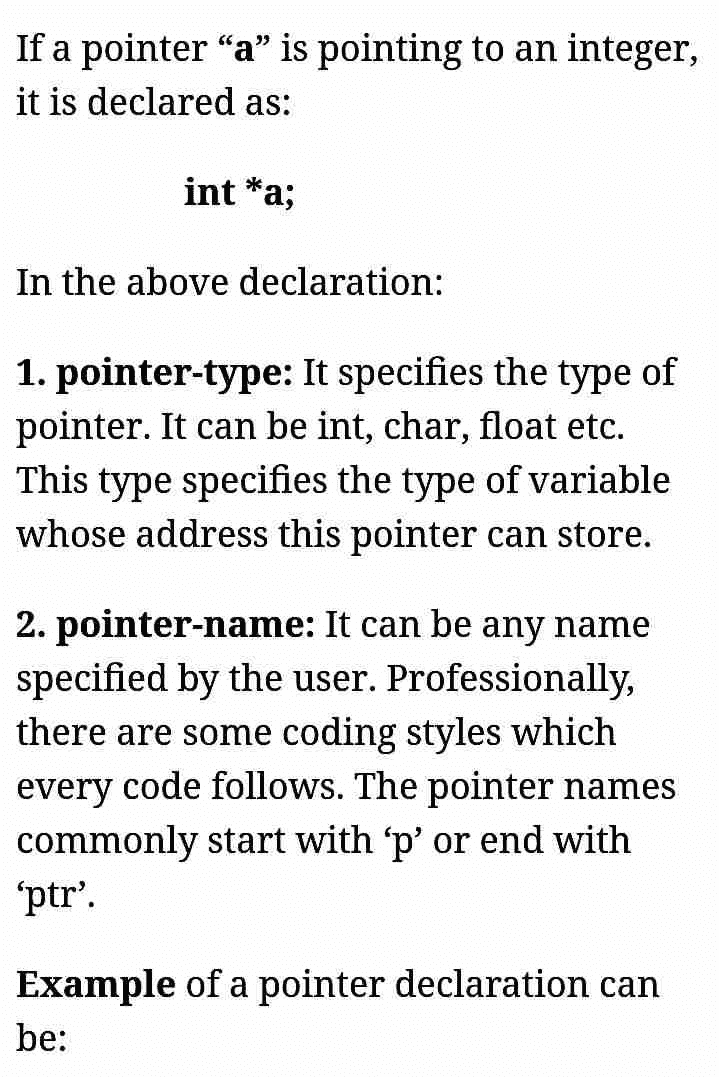 If a pointer “a” is pointing to an integer,
it is declared as:
int *a;
In the above declaration:
1. pointer-type: It specifies the type of
pointer. It can be int, char, float etc.
This type specifies the type of variable
whose address this pointer can store.
2. pointer-name: It can be any name
specified by the user. Professionally,
there are some coding styles which
every code follows. The pointer names
commonly start with ‘p’ or end with
‘ptr’.
Example of a pointer declaration can
be: